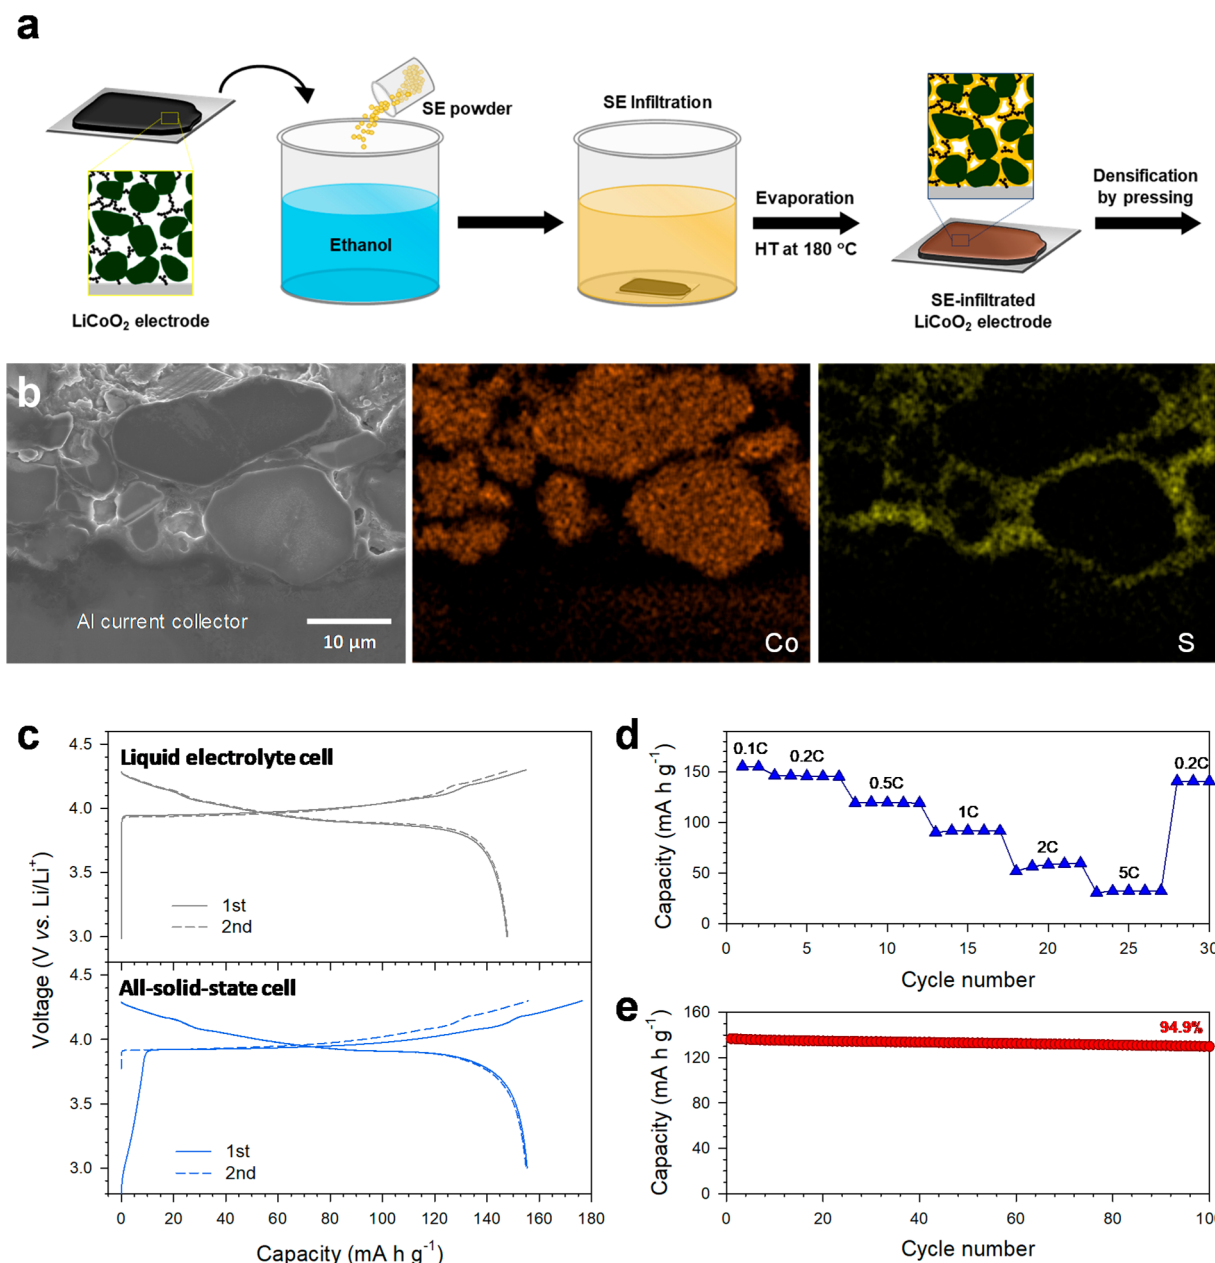 a
SE powder
SE Infiltration
Ethanol
Evaporation
HT at 180 °C
Densification
by pressing
LiCoO₂ electrode
SE-infiltrated
LiCoO₂ electrode
b
Al current collector
10 µm
Co
S
c
Liquid electrolyte cell
4.5
4.0
3.5
3.0
1st
2nd
All-solid-state cell
4.5
4.0
3.5
3.0
1st
2nd
Voltage (V vs. Li/Li⁺)
0 20 40 60 80 100 120 140 160 180
Capacity (mA h g⁻¹)
d
0.1C
0.2C
0.5C
1C
2C
5C
0.2C
150
100
50
0
Capacity (mA h g⁻¹)
0 5 10 15 20 25 30
Cycle number
e
94.9%
160
120
80
40
0
Capacity (mA h g⁻¹)
0 20 40 60 80 100
Cycle number